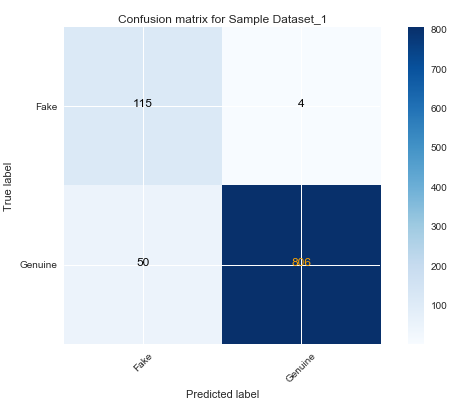 Confusion matrix for Sample Dataset_1
800
700
600
500
400
300
200
100
True label
Fake
115
4
Genuine
50
806
Fake
Genuine
Predicted label